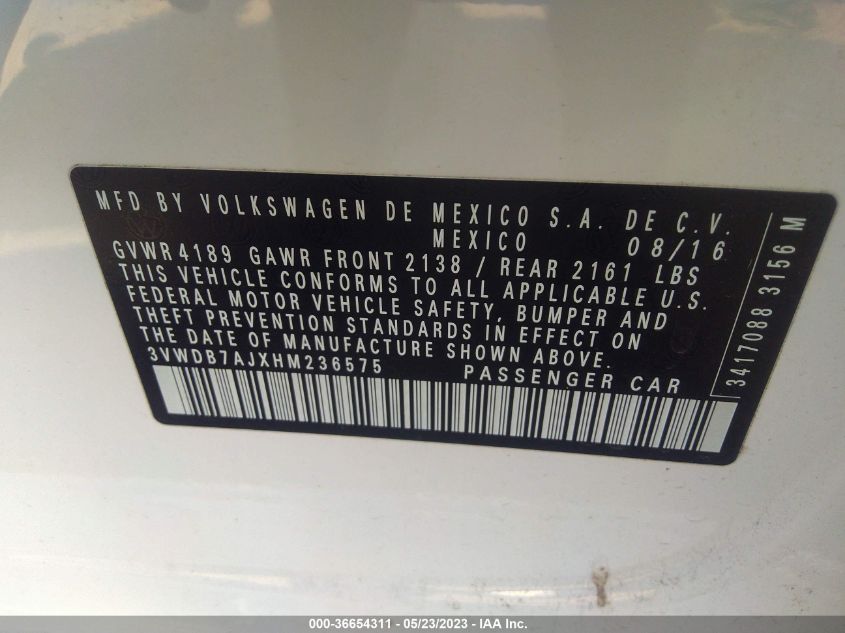 MFD BY VOLKSWAGEN DE MEXICO S.A. DE C.V.
MEXICO 08/16
GVWR 4189 GAWR FRONT 2138 / REAR 2161 LBS
THIS VEHICLE CONFORMS TO ALL APPLICABLE U.S.
FEDERAL MOTOR VEHICLE SAFETY, BUMPER AND
THEFT PREVENTION STANDARDS IN EFFECT ON
THE DATE OF MANUFACTURE SHOWN ABOVE.
3VWDB7AJXHM236575 PASSENGER CAR
3417088 3156 M
000-36654311 - 05/23/2023 - IAA Inc.